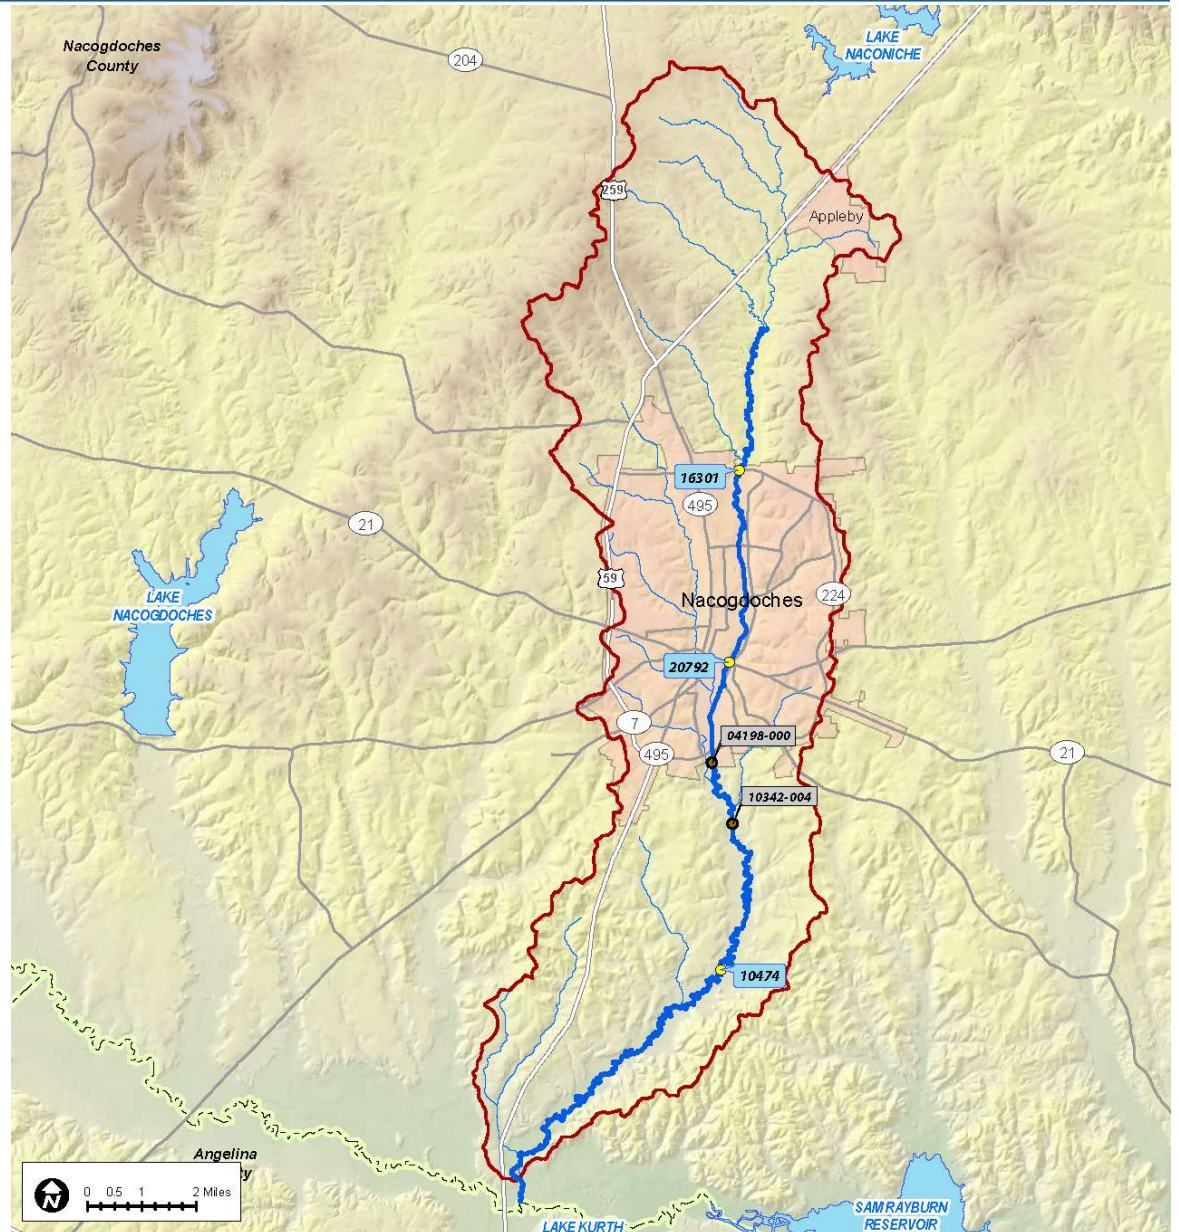 LAKE
NACONICHE
Nacogdoches
County
204
259
Appleby
16301
495
21
59
LAKE
NACOGDOCHES
Nacogdoches
224
20792
7
04198-000
495
21
10342-004
10474
Angelina
ty
N
0 0.5 1 2 Miles
SAM RAYBURN
RESERVOIR
LAKE KURTH